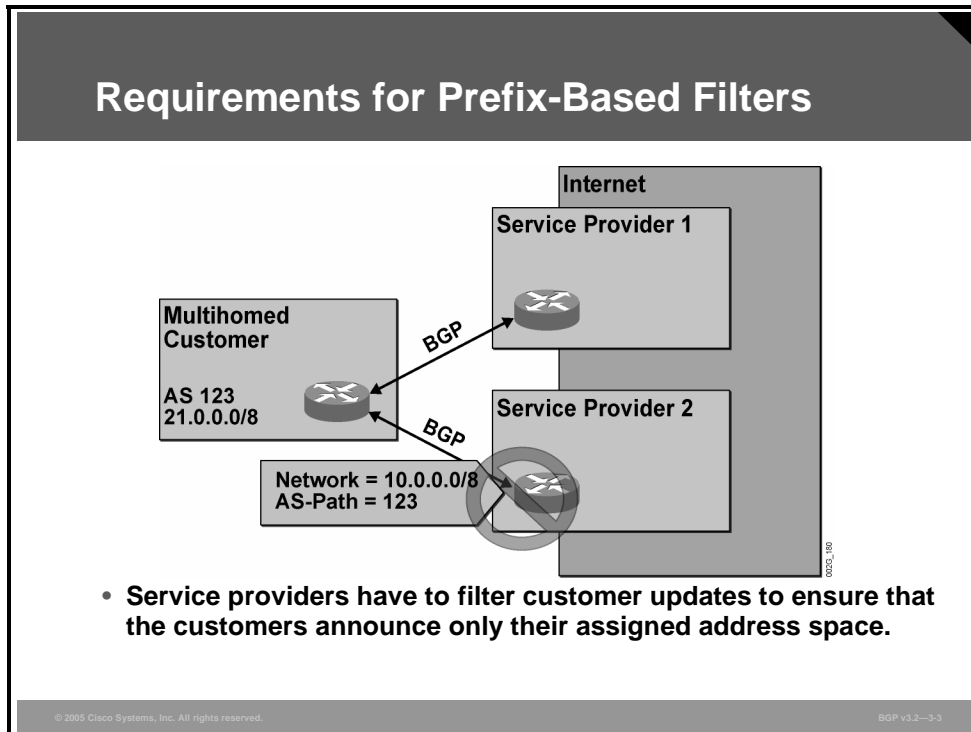 Requirements for Prefix-Based Filters
Internet
Service Provider 1
Multihomed
Customer
AS 123
21.0.0.0/8
BGP
BGP
Service Provider 2
Network = 10.0.0.0/8
AS-Path = 123
002G_180
• Service providers have to filter customer updates to ensure that
the customers announce only their assigned address space.
© 2005 Cisco Systems, Inc. All rights reserved.
BGP v3.2—3-3